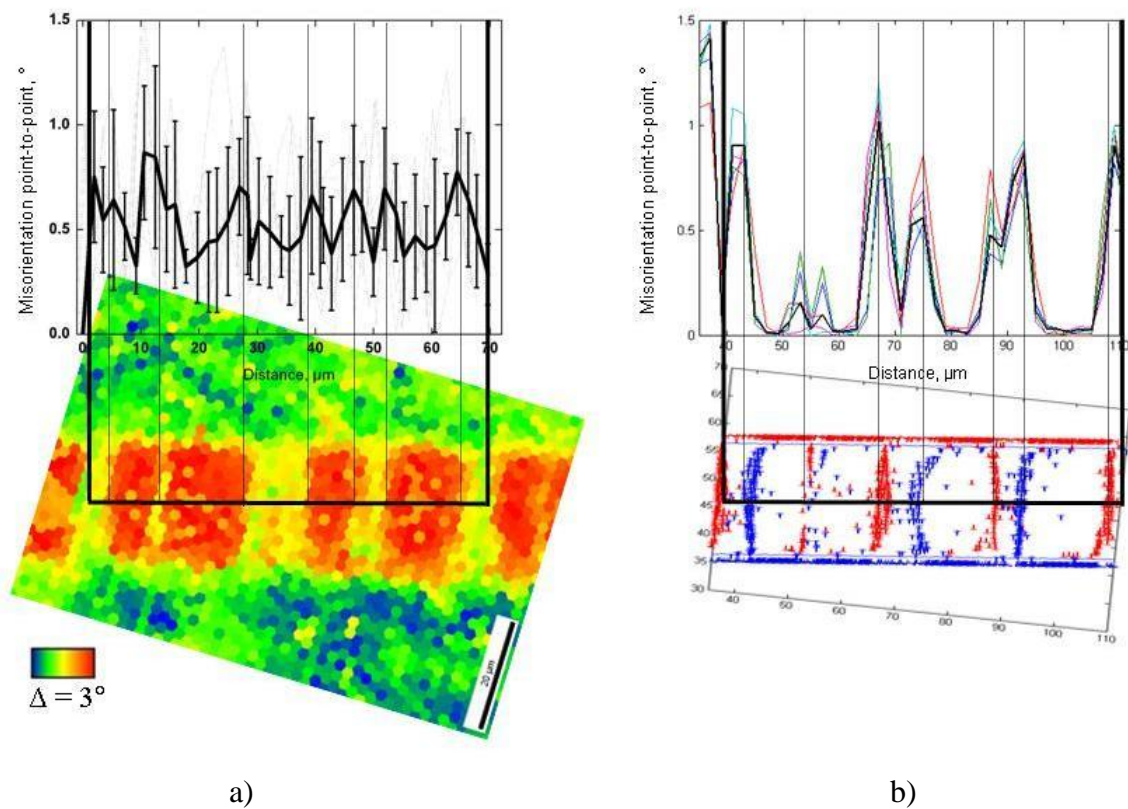 1.5
1.0
0.5
0.0
Misorientation point-to-point, °
0 10 20 30 40 50 60 70
Distance, µm
20 µm
Δ = 3°
a)
1.5
1
0.5
0
Misorientation point-to-point, °
40 50 60 70 80 90 100 110
Distance, µm
70
65
60
55
50
45
40
35
30
40 50 60 70 80 90 100 110
b)